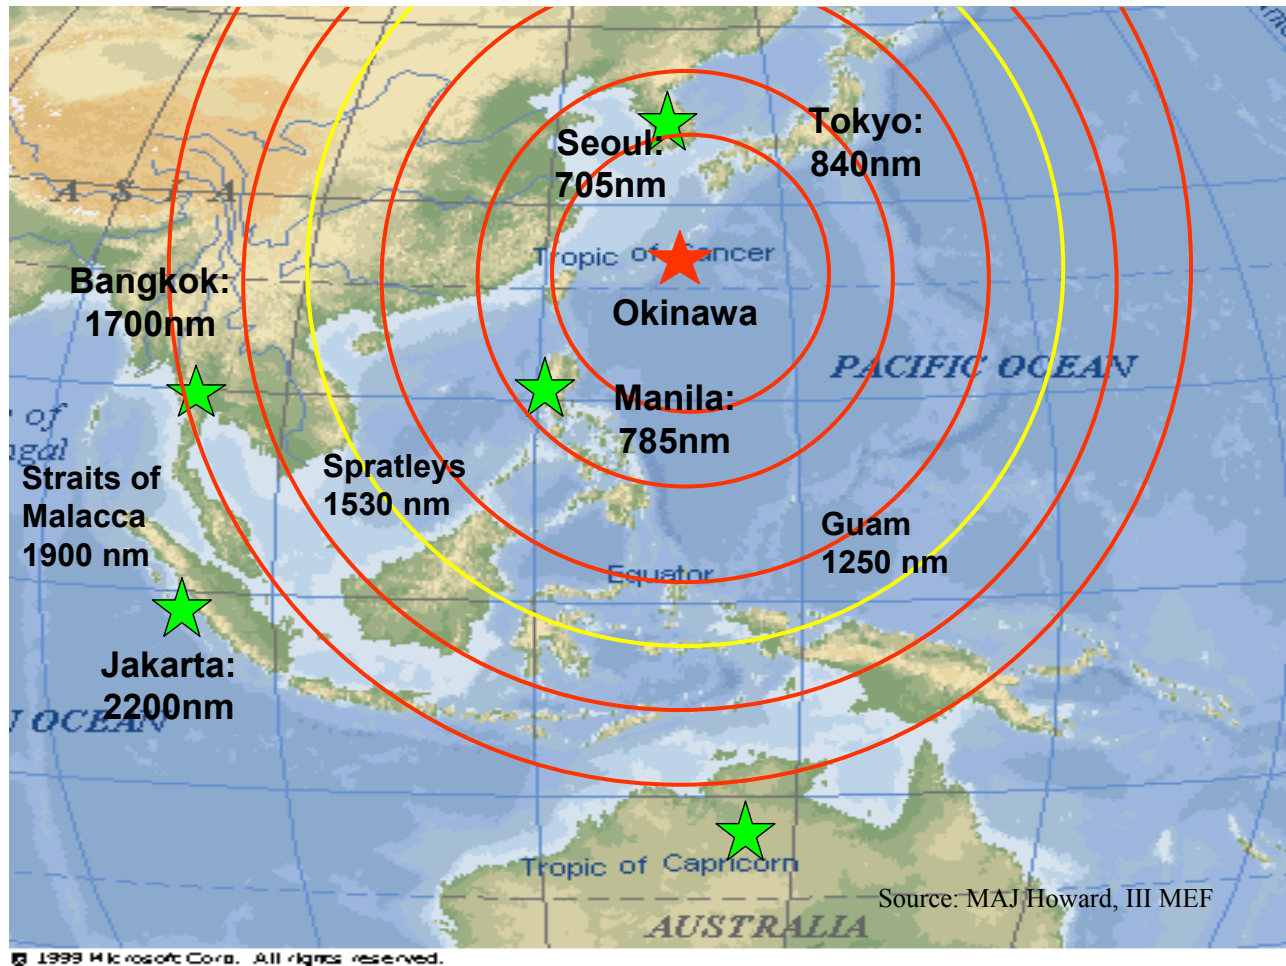 Tokyo:
840nm
Seoul:
705nm
A S I A
Tropic of Cancer
Bangkok:
1700nm
Okinawa
PACIFIC OCEAN
Manila:
785nm
of
Spratleys
1530 nm
Straits of
Malacca
1900 nm
Guam
1250 nm
Equator
Jakarta:
2200nm
OCEAN
Tropic of Capricorn
Source: MAJ Howard, III MEF
AUSTRALIA
1999 Microsoft Corp. All rights reserved.